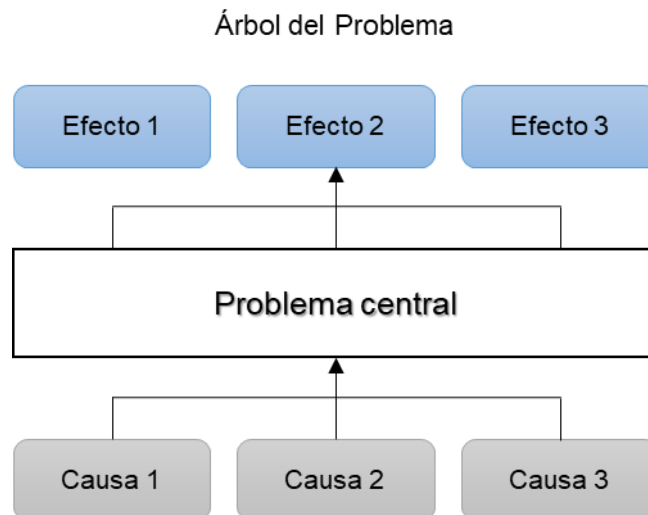 Árbol del Problema
Efecto 1
Efecto 2
Efecto 3
Problema central
Causa 1
Causa 2
Causa 3